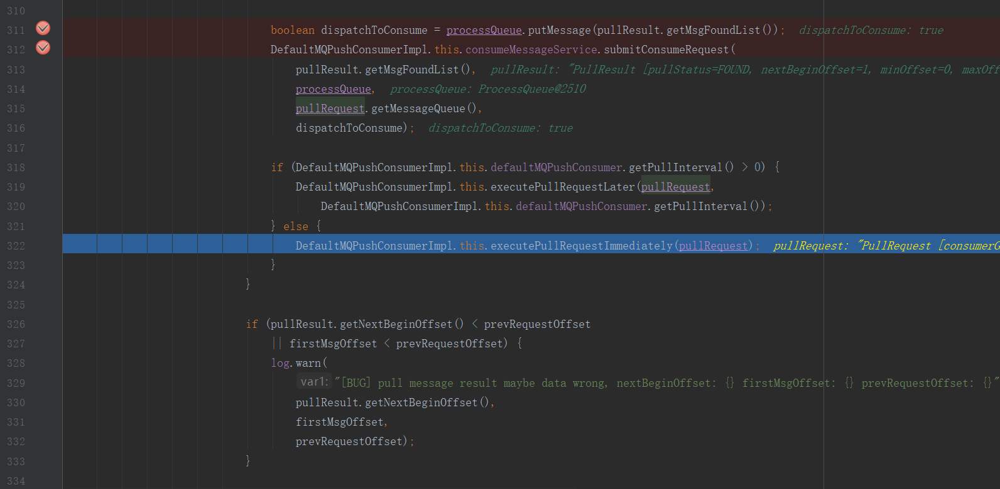 310
311 boolean dispatchToConsume = processQueue.putMessage(pullResult.getMsgFoundList()); dispatchToConsume: true
312 DefaultMQPushConsumerImpl.this.consumeMessageService.submitConsumeRequest(
313 pullResult.getMsgFoundList(), pullResult: "PullResult [pullStatus=FOUND, nextBeginOffset=1, minOffset=0, maxOff
314 processQueue, processQueue: ProcessQueue@2510
315 pullRequest.getMessageQueue(),
316 dispatchToConsume); dispatchToConsume: true
317
318 if (DefaultMQPushConsumerImpl.this.defaultMQPushConsumer.getPullInterval() > 0) {
319 DefaultMQPushConsumerImpl.this.executePullRequestLater(pullRequest,
320 DefaultMQPushConsumerImpl.this.defaultMQPushConsumer.getPullInterval());
321 } else {
322 DefaultMQPushConsumerImpl.this.executePullRequestImmediately(pullRequest); pullRequest: "PullRequest [consumerG
323 }
324 }
325
326 if (pullResult.getNextBeginOffset() < prevRequestOffset
327 || firstMsgOffset < prevRequestOffset) {
328 log.warn(
329 var1: "[BUG] pull message result maybe data wrong, nextBeginOffset: {} firstMsgOffset: {} prevRequestOffset: {}"
330 pullResult.getNextBeginOffset(),
331 firstMsgOffset,
332 prevRequestOffset);
333 }
334